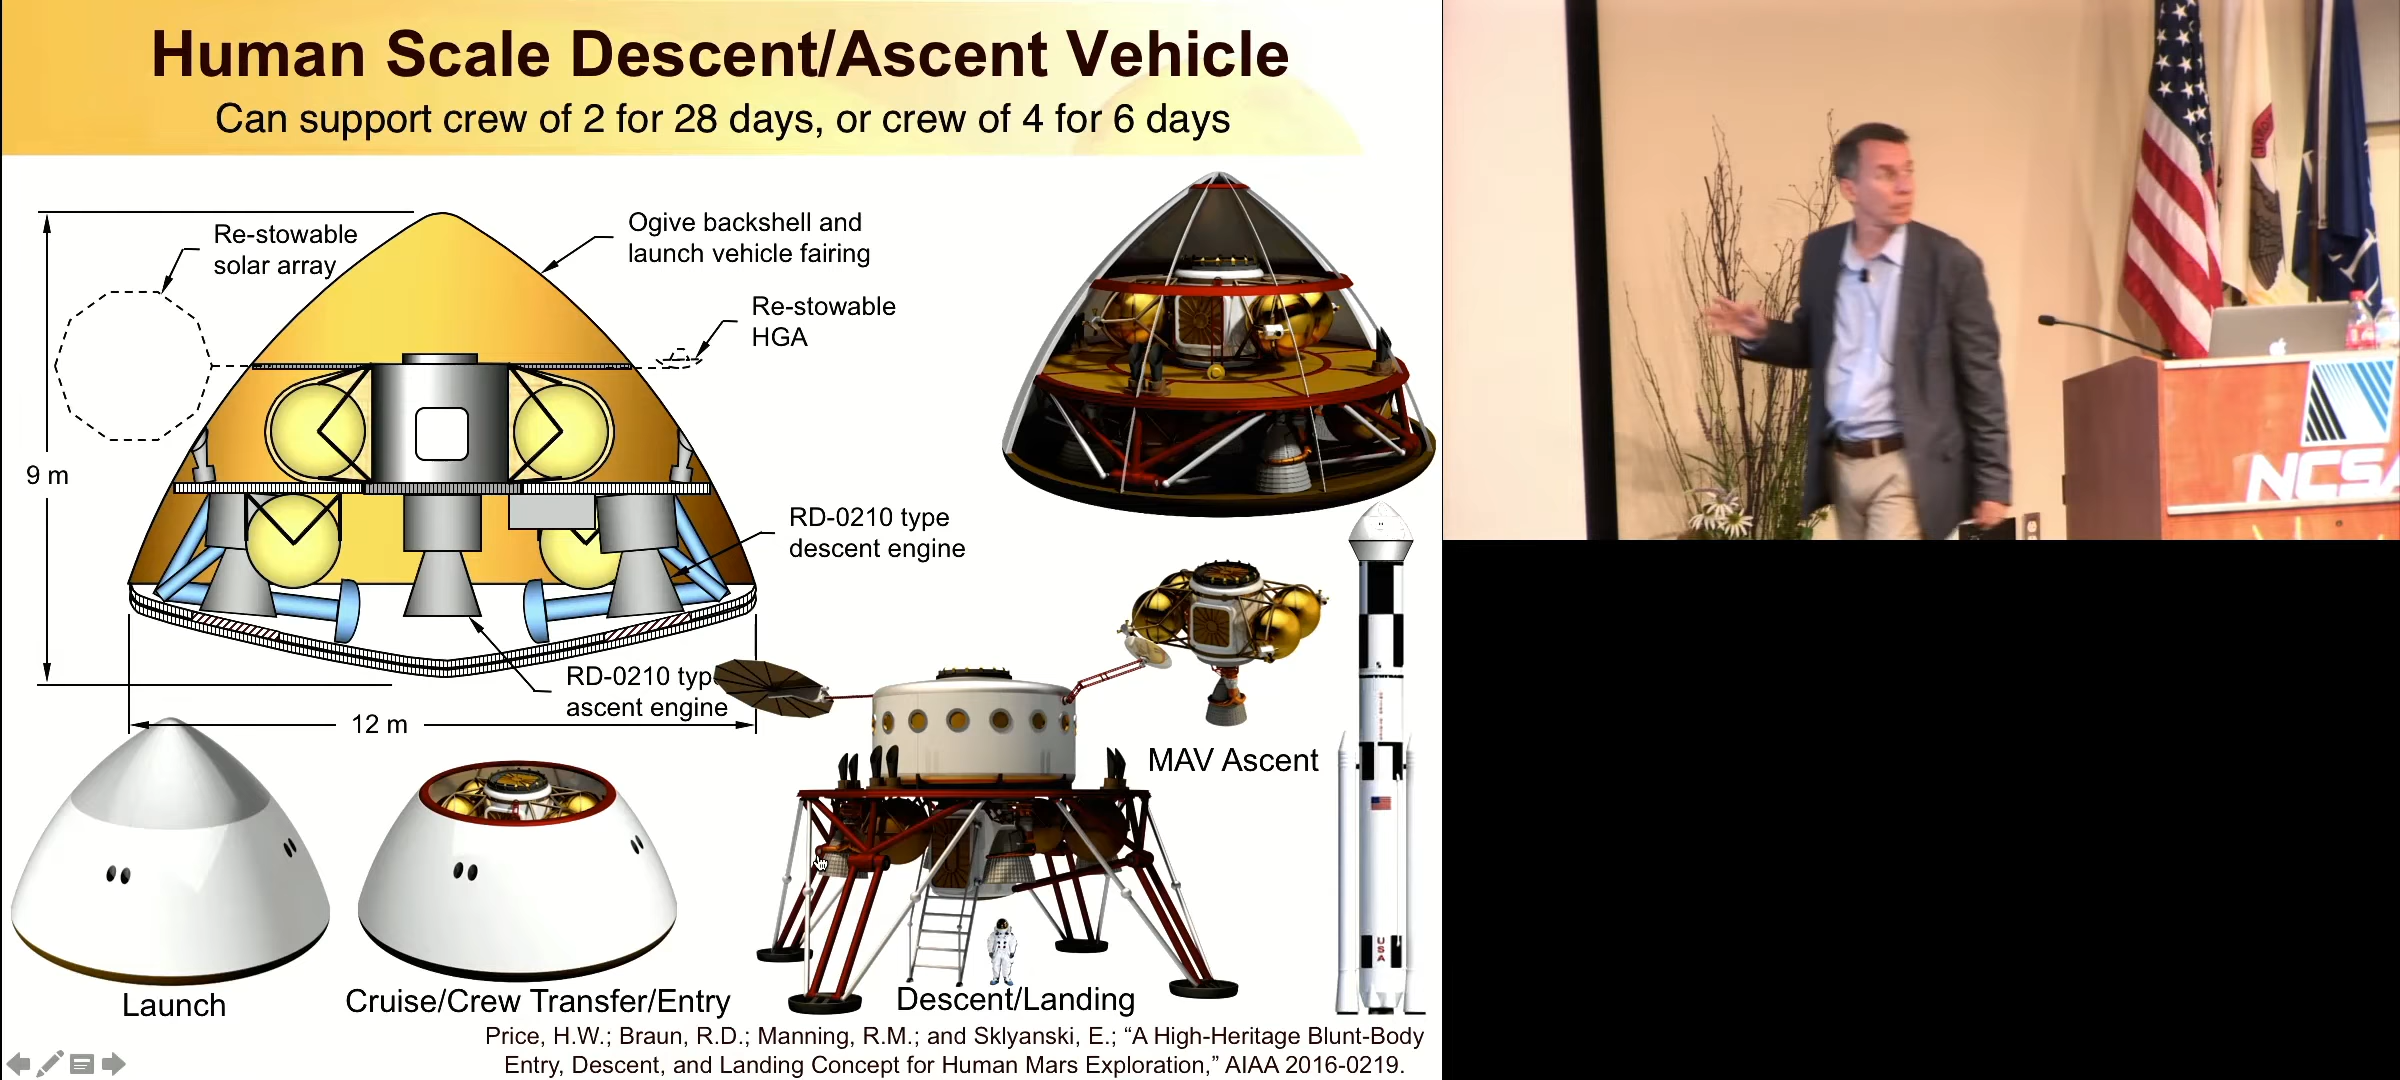 Human Scale Descent/Ascent Vehicle
Can support crew of 2 for 28 days, or crew of 4 for 6 days
Re-stowable
solar array
Ogive backshell and
launch vehicle fairing
Re-stowable
HGA
9 m
RD-0210 type
descent engine
RD-0210 typ
ascent engine
12 m
MAV Ascent
USA
Launch
Cruise/Crew Transfer/Entry
Descent/Landing
Price, H.W.; Braun, R.D.; Manning, R.M.; and Sklyanski, E.; “A High-Heritage Blunt-Body
Entry, Descent, and Landing Concept for Human Mars Exploration,” AIAA 2016-0219.
NCSA